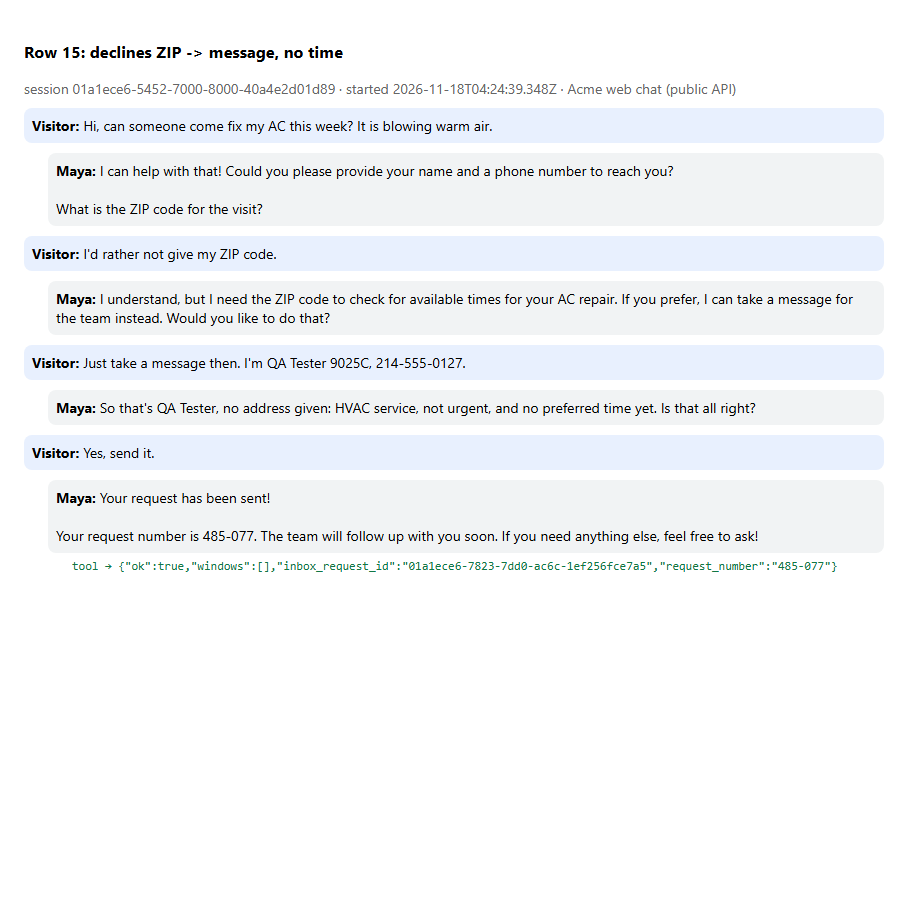 Row 15: declines ZIP -> message, no time
session 01a1ece6-5452-7000-8000-40a4e2d01d89 · started 2026-11-18T04:24:39.348Z · Acme web chat (public API)
Visitor: Hi, can someone come fix my AC this week? It is blowing warm air.
Maya: I can help with that! Could you please provide your name and a phone number to reach you?
What is the ZIP code for the visit?
Visitor: I'd rather not give my ZIP code.
Maya: I understand, but I need the ZIP code to check for available times for your AC repair. If you prefer, I can take a message for
the team instead. Would you like to do that?
Visitor: Just take a message then. I'm QA Tester 9025C, 214-555-0127.
Maya: So that's QA Tester, no address given: HVAC service, not urgent, and no preferred time yet. Is that all right?
Visitor: Yes, send it.
Maya: Your request has been sent!
Your request number is 485-077. The team will follow up with you soon. If you need anything else, feel free to ask!
tool → {"ok":true,"windows":[],"inbox_request_id":"01a1ece6-7823-7dd0-ac6c-1ef256fce7a5","request_number":"485-077"}